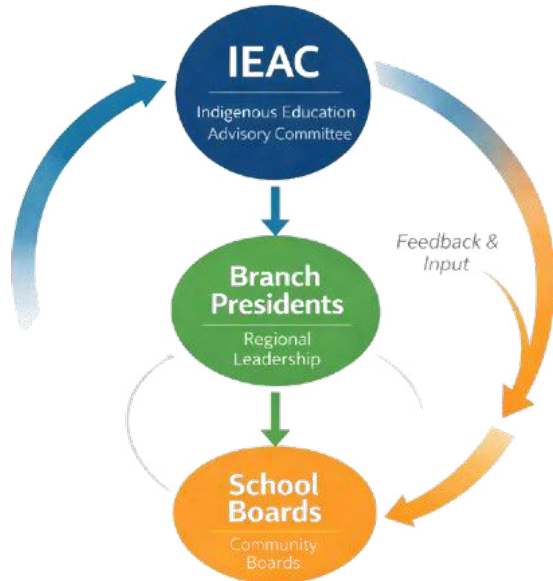 IEAC
Indigenous Education
Advisory Committee
Feedback &
Input
Branch
Presidents
Regional
Leadership
School
Boards
Community
Boards